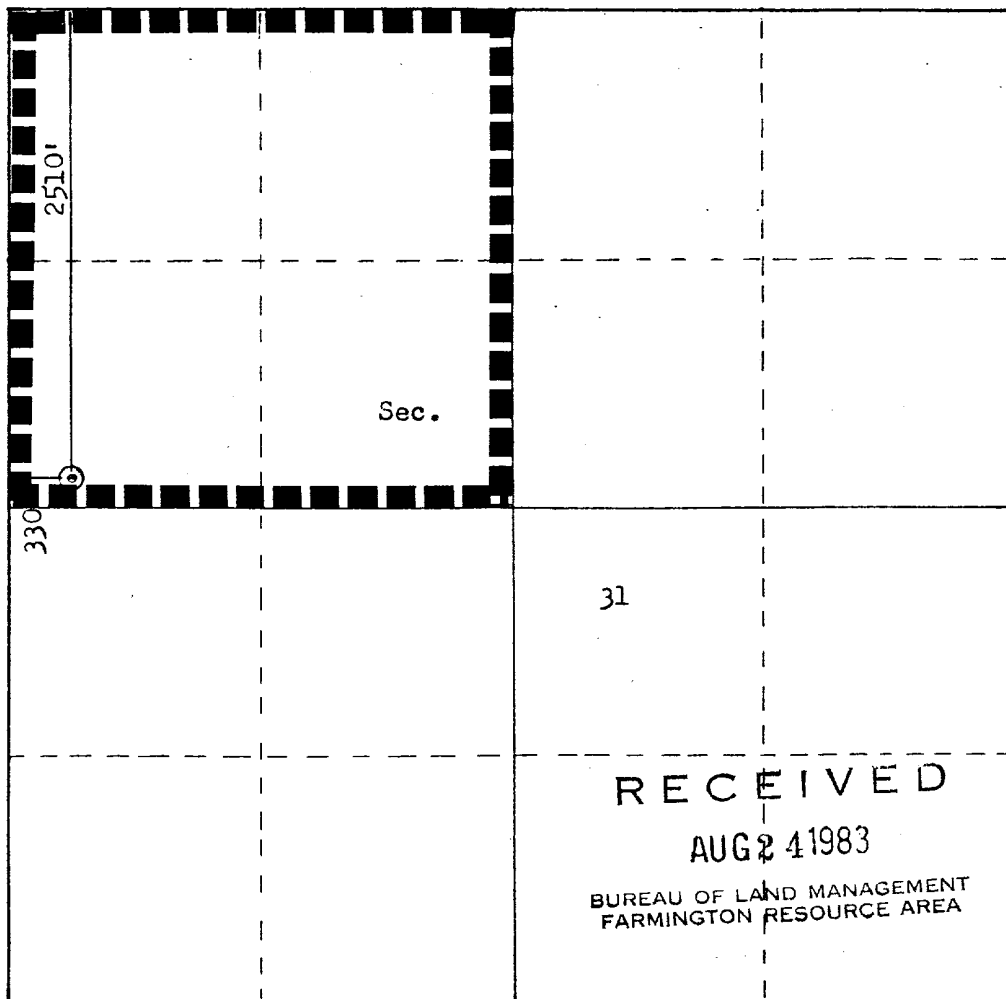 2510'
Sec.
330
31
RECEIVED
AUG 24 1983
BUREAU OF LAND MANAGEMENT
FARMINGTON RESOURCE AREA